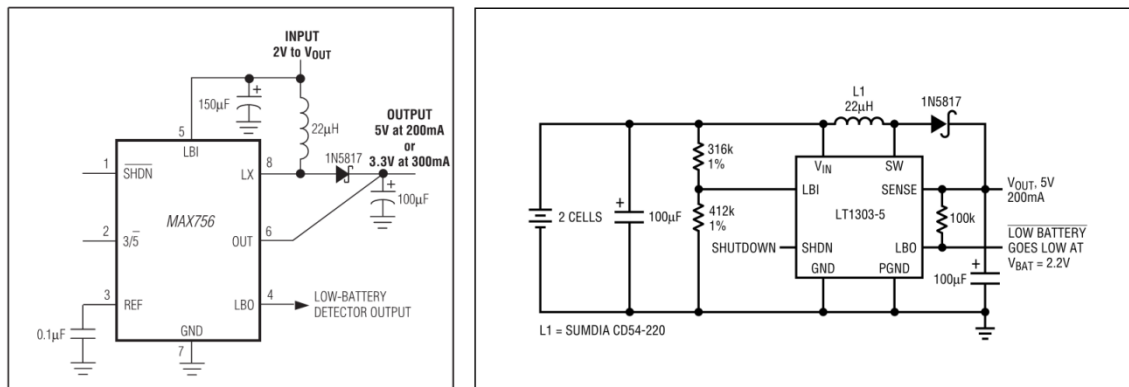 INPUT
2V to VOUT
150µF
+
22µH
OUTPUT
5V at 200mA
or
3.3V at 300mA
5
LBI
1
SHDN
8
LX
1N5817
+
100µF
MAX756
2
3/5
6
OUT
3
REF
4
LBO
LOW-BATTERY
DETECTOR OUTPUT
0.1µF
GND
7
L1
22µH
1N5817
316k
1%
VIN
SW
LBI
SENSE
VOUT, 5V
200mA
2 CELLS
+
100µF
412k
1%
LT1303-5
100k
SHUTDOWN
SHDN
LBO
LOW BATTERY
GOES LOW AT
VBAT = 2.2V
GND
PGND
+
100µF
L1 = SUMDIA CD54-220